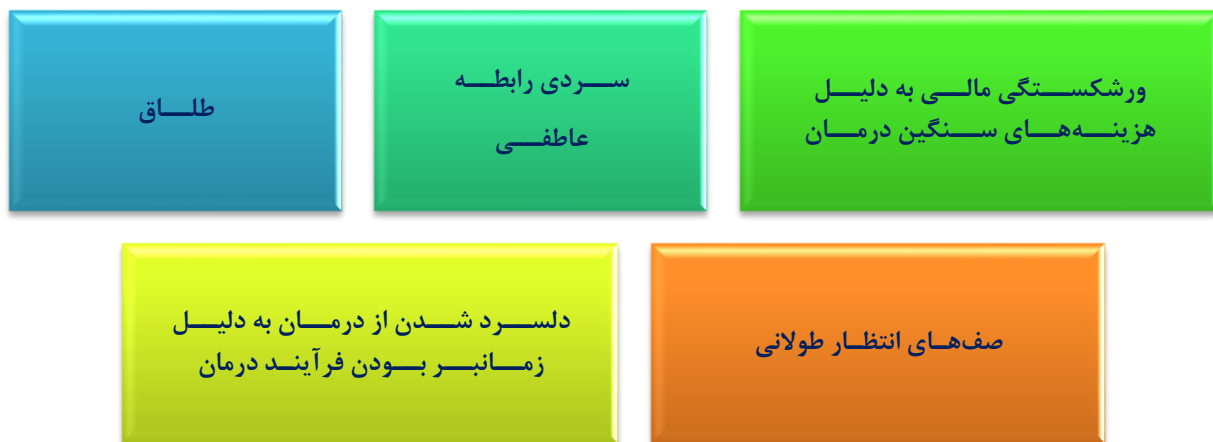 ورشکستگی مالی به دلیل
هزینه‌های سنگین درمان
سردی رابطه
عاطفی
طلاق
صف‌های انتظار طولانی
دلسرد شدن از درمان به دلیل
زمانبر بودن فرآیند درمان